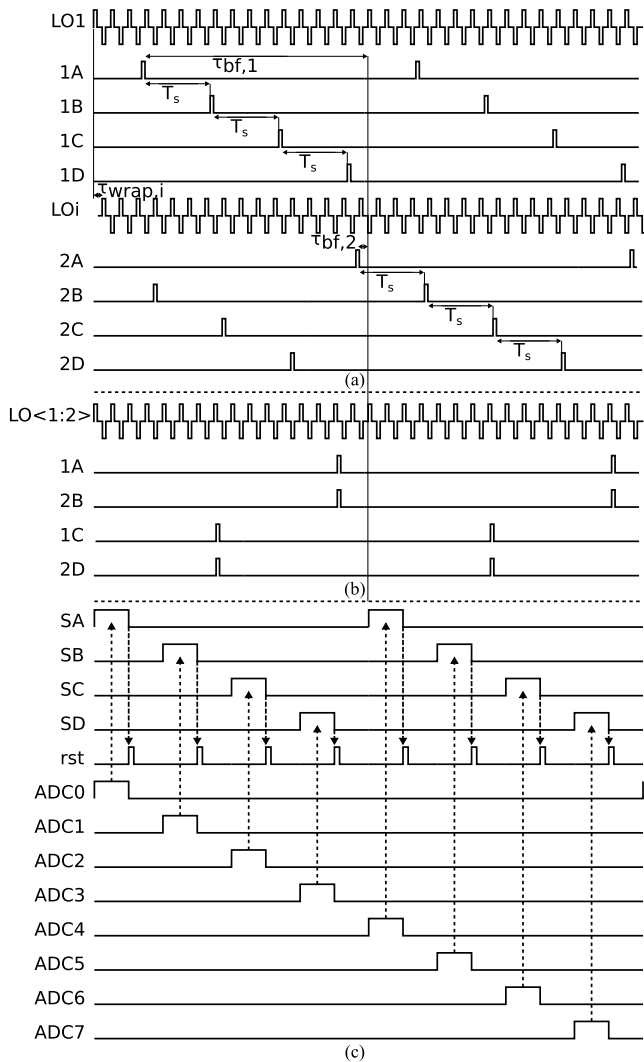 LO1
τbf,1
1A
Ts
1B
Ts
1C
Ts
1D
τwrap,i
LOi
τbf,2
2A
Ts
2B
Ts
2C
Ts
2D
(a)
LO<1:2>
1A
2B
1C
2D
(b)
SA
SB
SC
SD
rst
ADC0
ADC1
ADC2
ADC3
ADC4
ADC5
ADC6
ADC7
(c)